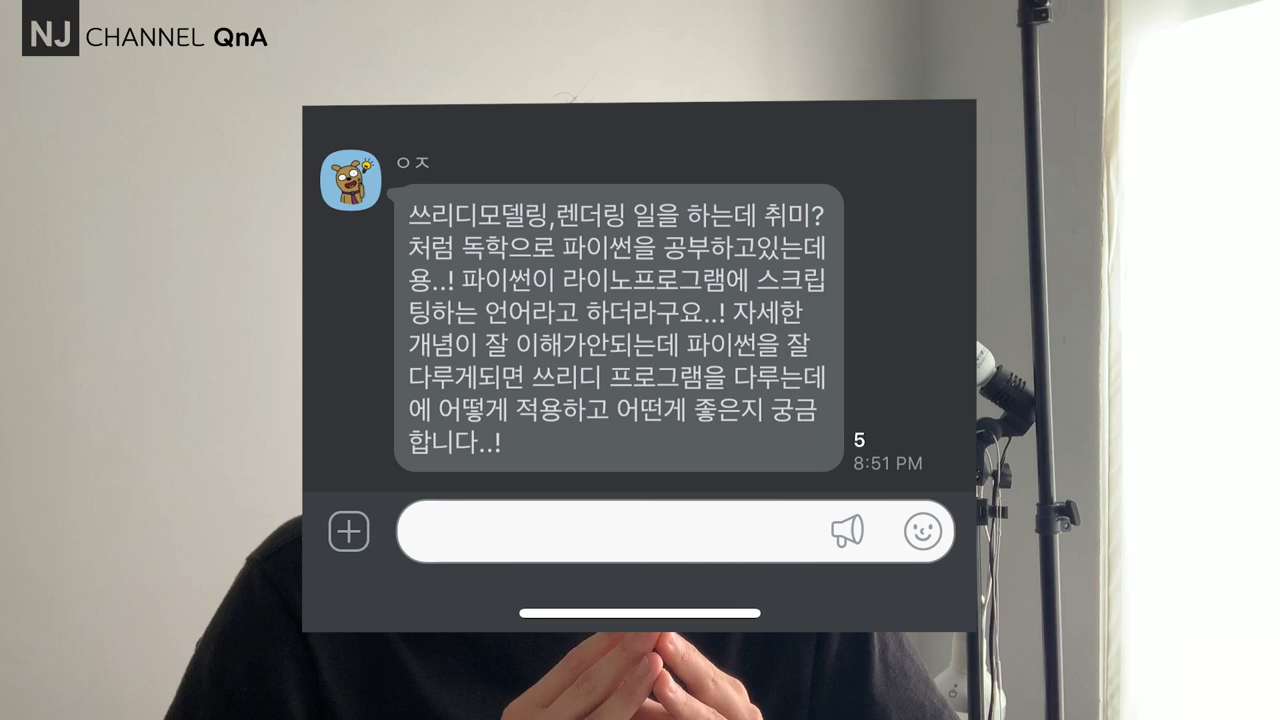 NJ CHANNEL QnA
ㅇㅈ
쓰리디모델링,렌더링 일을 하는데 취미?
처럼 독학으로 파이썬을 공부하고있는데
용..! 파이썬이 라이노프로그램에 스크립
팅하는 언어라고 하더라구요..! 자세한
개념이 잘 이해가안되는데 파이썬을 잘
다루게되면 쓰리디 프로그램을 다루는데
에 어떻게 적용하고 어떤게 좋은지 궁금
합니다..!
5
8:51 PM